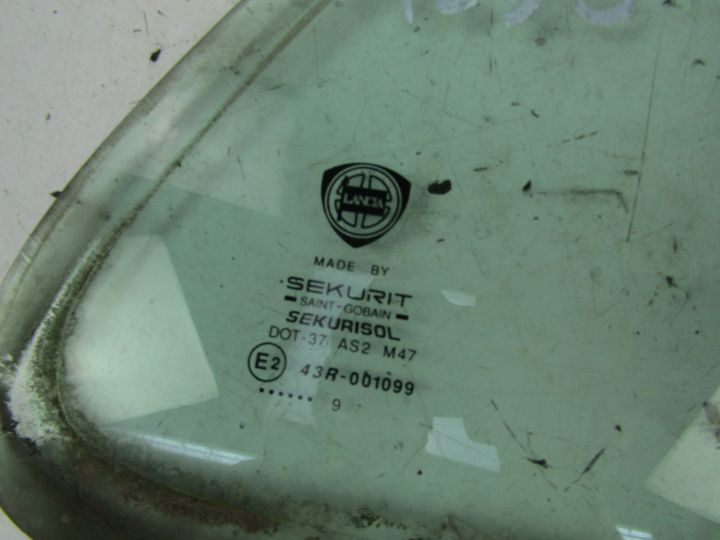 LANCIA
MADE BY
SEKURIT
SAINT-GOBAIN
SEKURISOL
DOT-37 AS2 M47
E2 43R-001099
...... 9